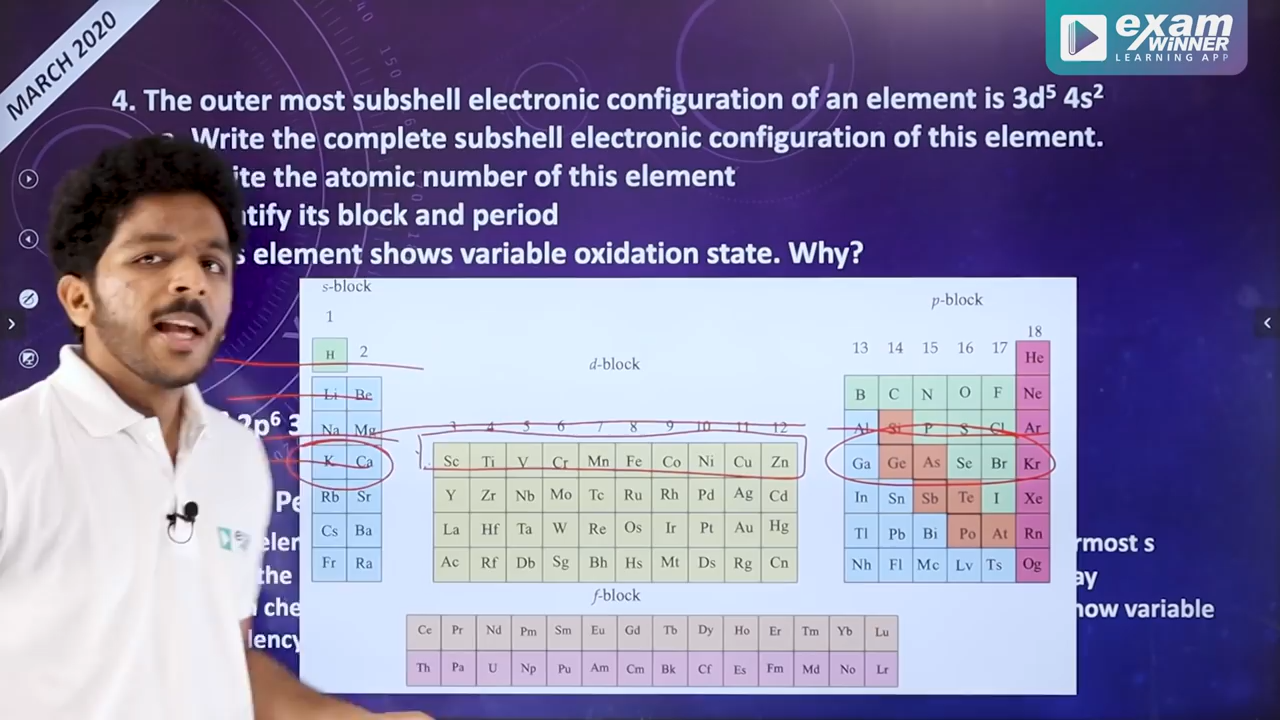 MARCH 2020
exam
WiNNER
LEARNING APP
4. The outer most subshell electronic configuration of an element is 3d⁵ 4s²
Write the complete subshell electronic configuration of this element.
ite the atomic number of this element
ntify its block and period
s element shows variable oxidation state. Why?
s-block
p-block
1
18
H
2
d-block
13 14 15 16 17
He
Li Be
B C N O F Ne
2p⁶ 3
Na Mg
3 4 5 6 7 8 9 10 11 12
Al Si P S Cl Ar
K Ca Sc Ti V Cr Mn Fe Co Ni Cu Zn Ga Ge As Se Br Kr
Rb Sr Y Zr Nb Mo Tc Ru Rh Pd Ag Cd In Sn Sb Te I Xe
Pe
Cs Ba La Hf Ta W Re Os Ir Pt Au Hg Tl Pb Bi Po At Rn
elem
rmost s
Fr Ra Ac Rf Db Sg Bh Hs Mt Ds Rg Cn Nh Fl Mc Lv Ts Og
the
ay
f-block
che
now variable
Ce Pr Nd Pm Sm Eu Gd Tb Dy Ho Er Tm Yb Lu
lency
Th Pa U Np Pu Am Cm Bk Cf Es Fm Md No Lr